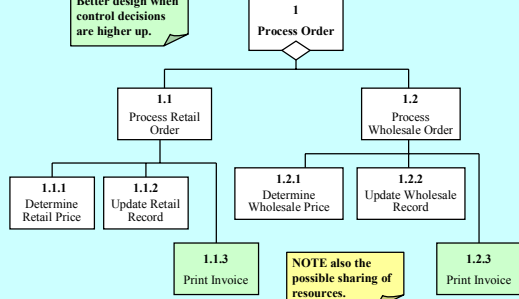 Better design when
control decisions
are higher up.
1
Process Order
1.1
Process Retail
Order
1.2
Process
Wholesale Order
1.1.1
Determine
Retail Price
1.1.2
Update Retail
Record
1.2.1
Determine
Wholesale Price
1.2.2
Update Wholesale
Record
1.1.3
Print Invoice
NOTE also the
possible sharing of
resources.
1.2.3
Print Invoice